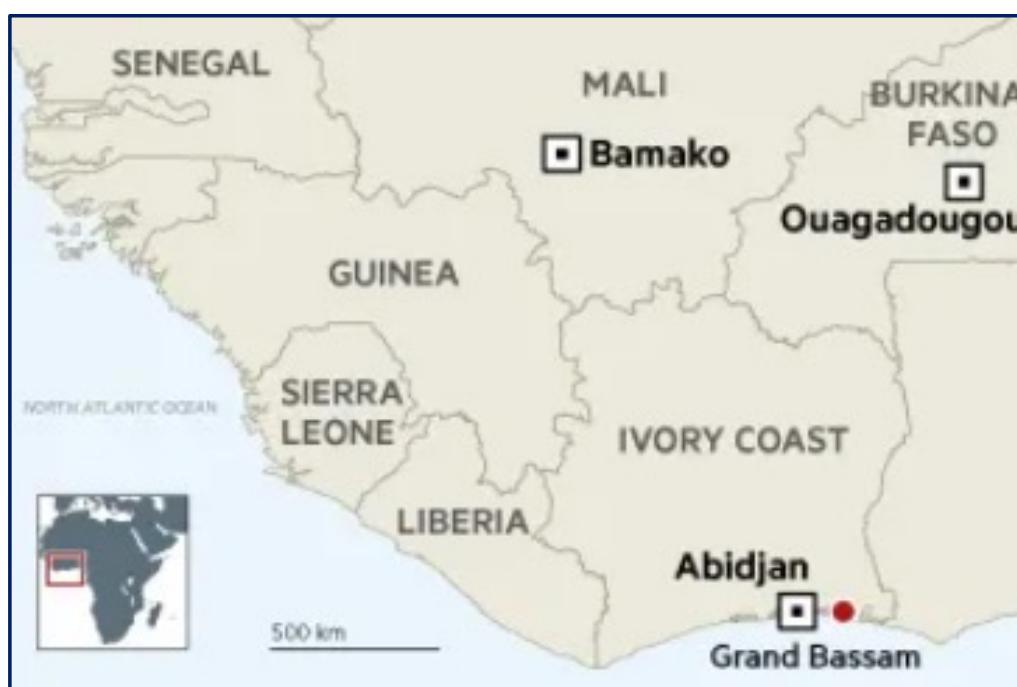 SENEGAL
MALI
BURKINA
FASO
Bamako
Ouagadougou
GUINEA
SIERRA
LEONE
NORTH ATLANTIC OCEAN
IVORY COAST
LIBERIA
Abidjan
500 km
Grand Bassam